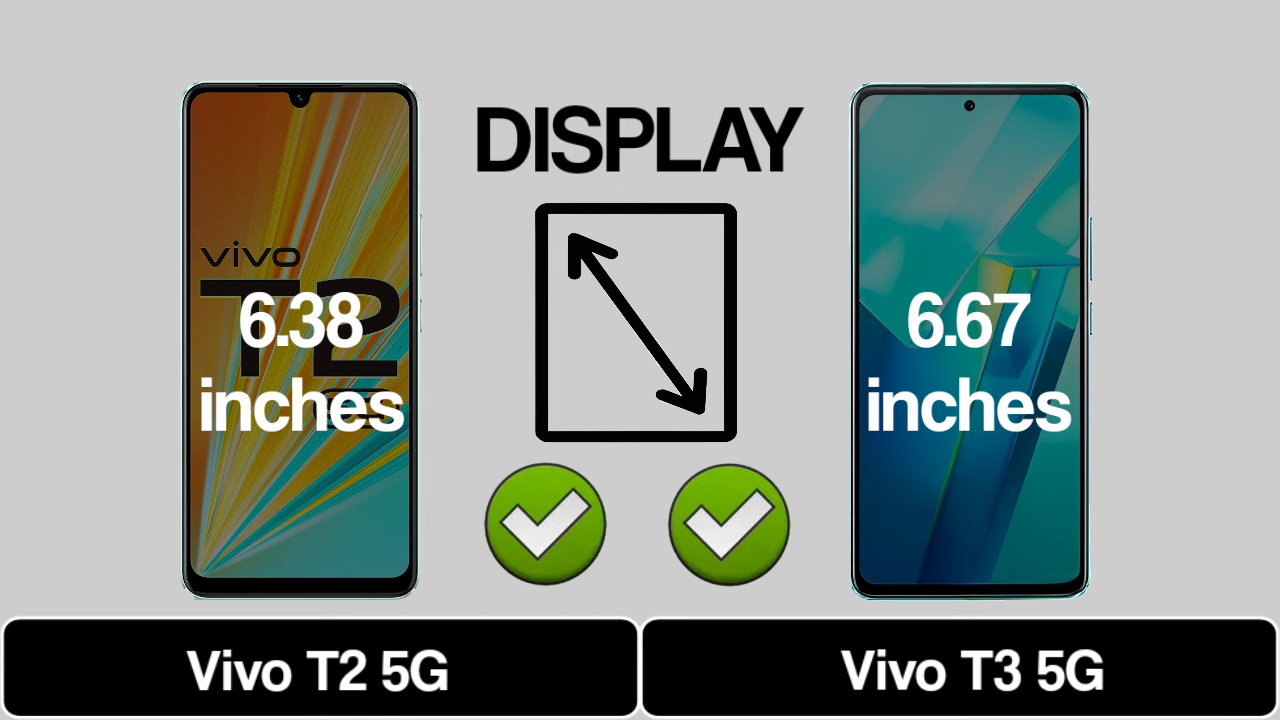 DISPLAY
vivo
T2
6.38
inches
6.67
inches
Vivo T2 5G
Vivo T3 5G